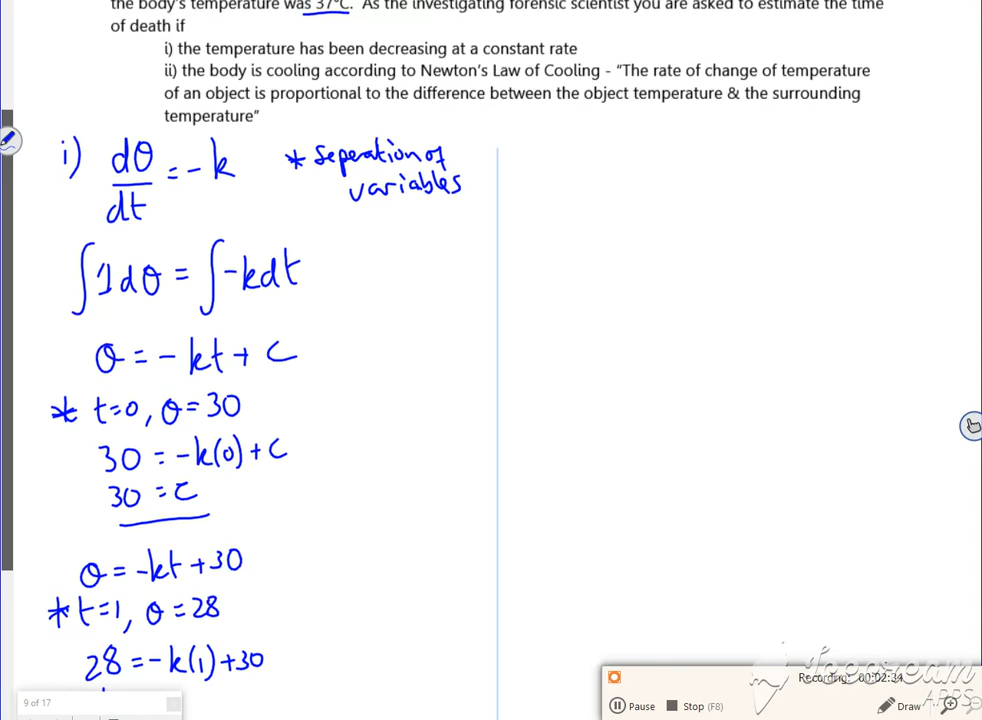 the body's temperature was 37°C. As the investigating forensic scientist you are asked to estimate the time
of death if
i) the temperature has been decreasing at a constant rate
ii) the body is cooling according to Newton's Law of Cooling - "The rate of change of temperature
of an object is proportional to the difference between the object temperature & the surrounding
temperature"
i) dθ/dt = -k
* Seperation of
variables
∫1dθ = ∫-kdt
θ = -kt + c
* t=0, θ=30
30 = -k(0)+c
30 = c
θ = -kt +30
* t=1, θ = 28
28 = -k(1) +30
9 of 17
Recording: 00:02:34
APPS
Pause
Stop (F8)
Draw